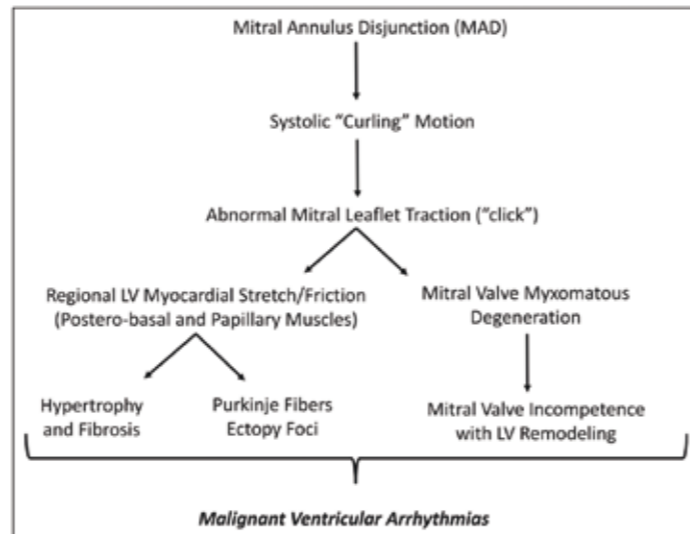 Mitral Annulus Disjunction (MAD)
Systolic “Curling” Motion
Abnormal Mitral Leaflet Traction (“click”)
Regional LV Myocardial Stretch/Friction
(Postero-basal and Papillary Muscles)
Mitral Valve Myxomatous
Degeneration
Hypertrophy
and Fibrosis
Purkinje Fibers
Ectopy Foci
Mitral Valve Incompetence
with LV Remodeling
Malignant Ventricular Arrhythmias